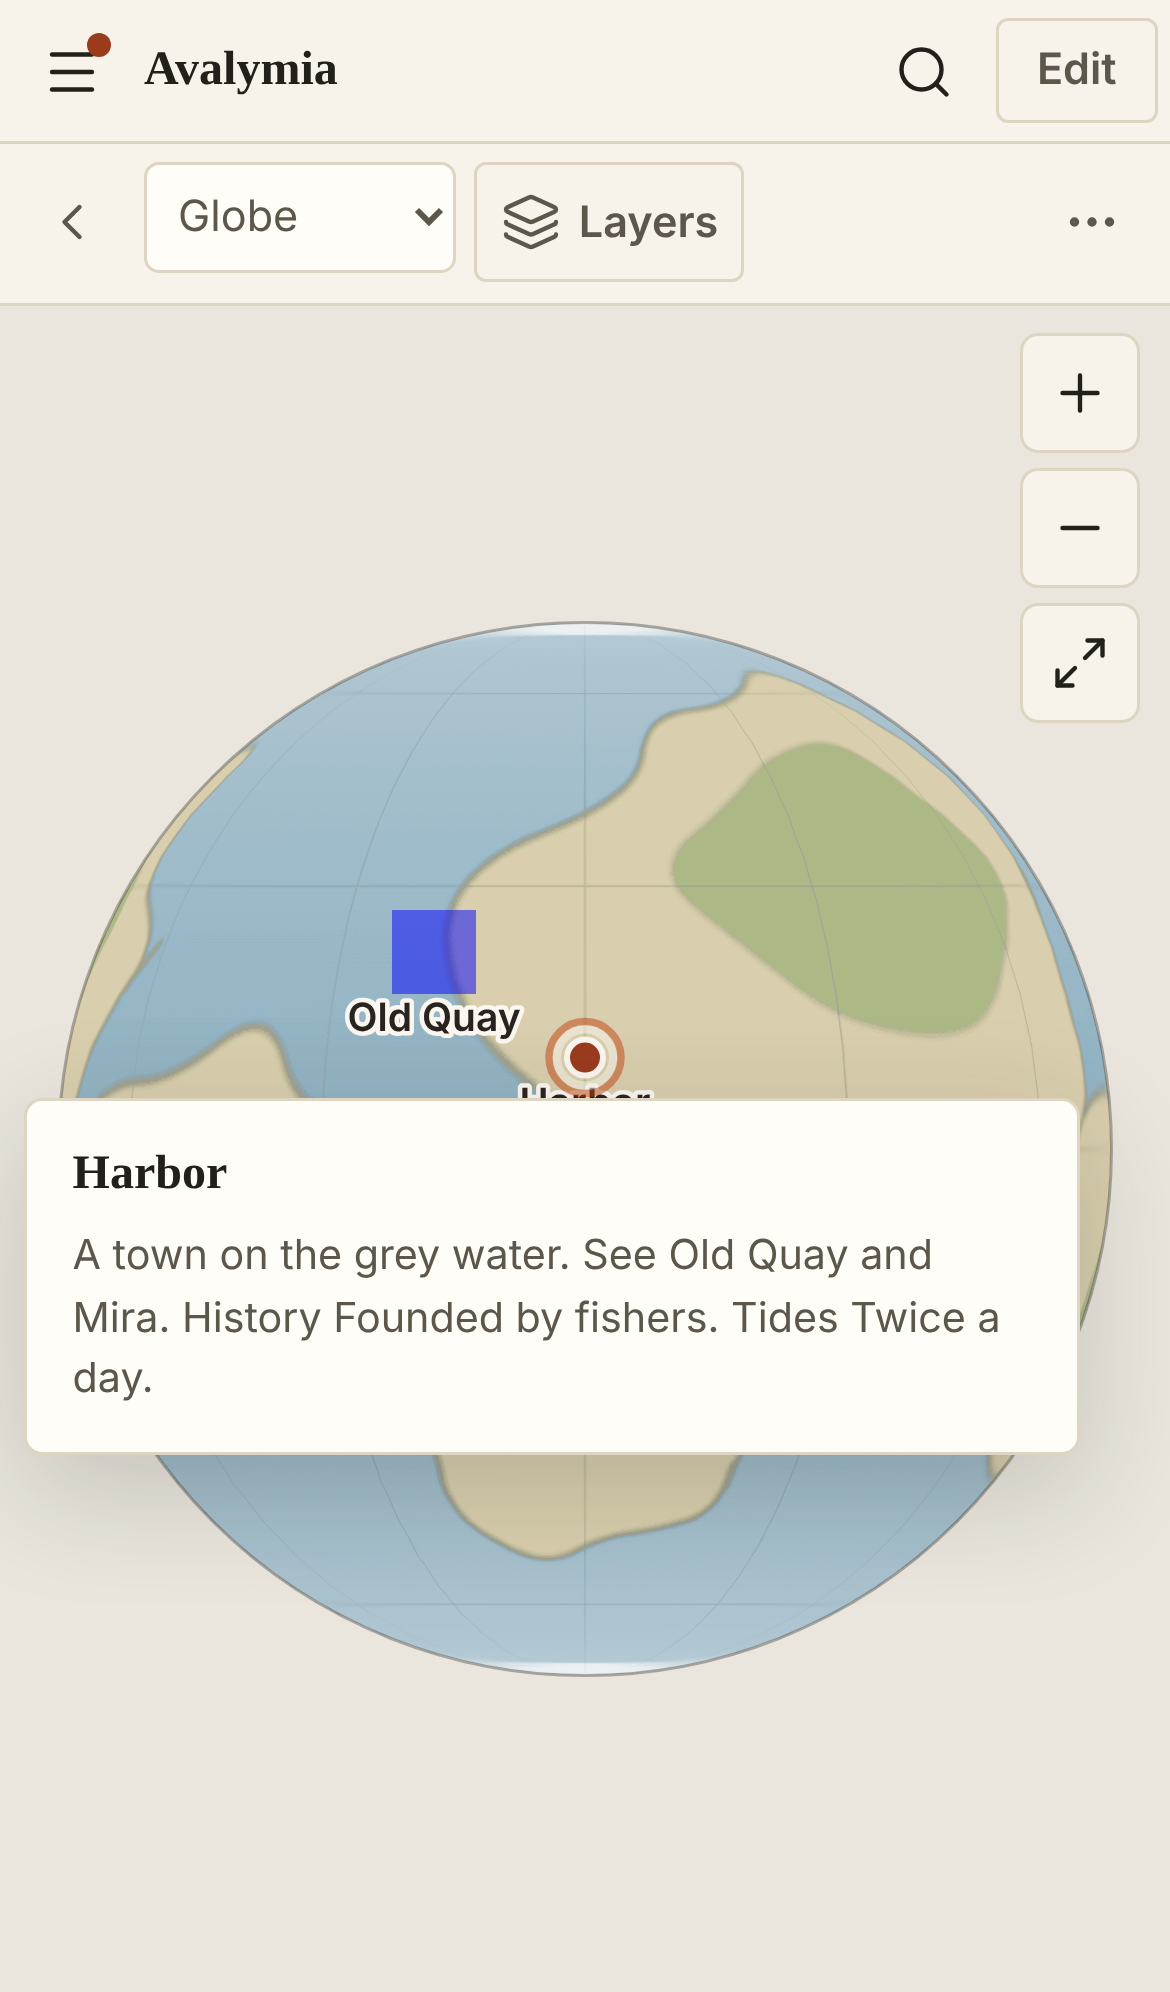 Avalymia
Edit
Globe
Layers
Old Quay
Harbor
Harbor
A town on the grey water. See Old Quay and
Mira. History Founded by fishers. Tides Twice a
day.